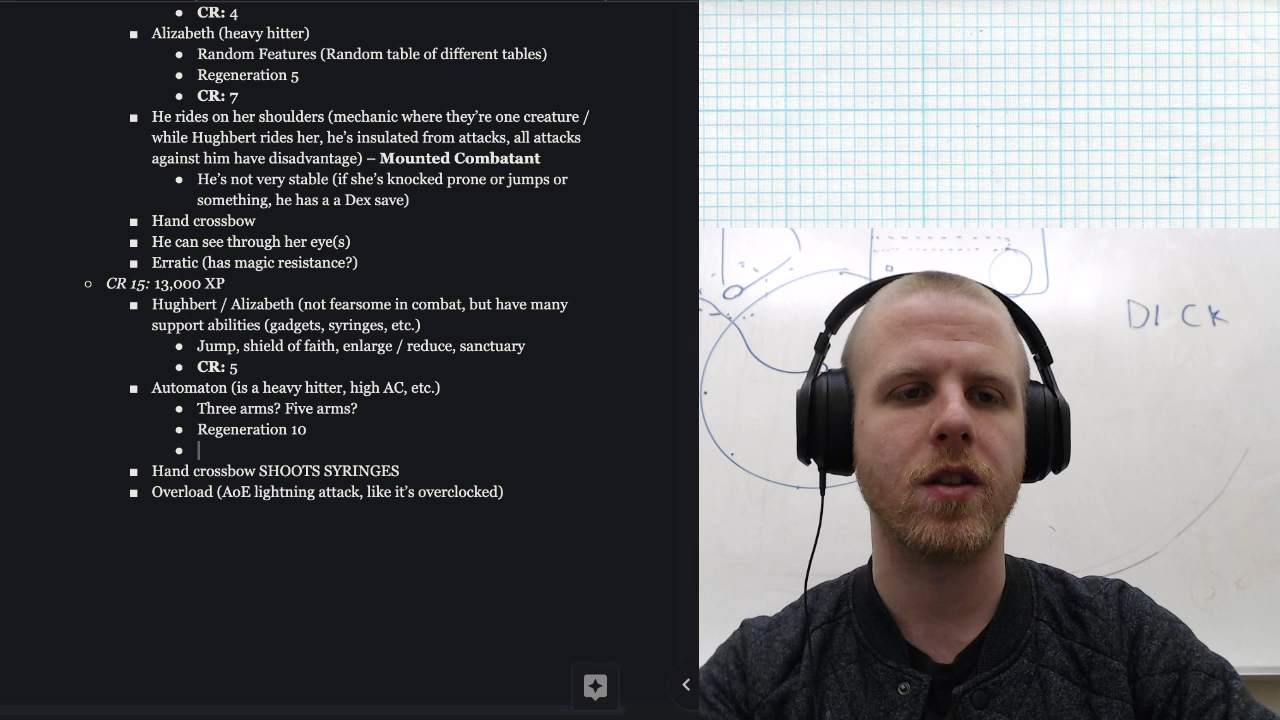 CR: 4
Alizabeth (heavy hitter)
Random Features (Random table of different tables)
Regeneration 5
CR: 7
He rides on her shoulders (mechanic where they’re one creature /
while Hughbert rides her, he’s insulated from attacks, all attacks
against him have disadvantage) – Mounted Combatant
He’s not very stable (if she’s knocked prone or jumps or
something, he has a a Dex save)
Hand crossbow
He can see through her eye(s)
Erratic (has magic resistance?)
CR 15: 13,000 XP
Hughbert / Alizabeth (not fearsome in combat, but have many
support abilities (gadgets, syringes, etc.)
Jump, shield of faith, enlarge / reduce, sanctuary
CR: 5
Automaton (is a heavy hitter, high AC, etc.)
Three arms? Five arms?
Regeneration 10
Hand crossbow SHOOTS SYRINGES
Overload (AoE lightning attack, like it’s overclocked)
DICK